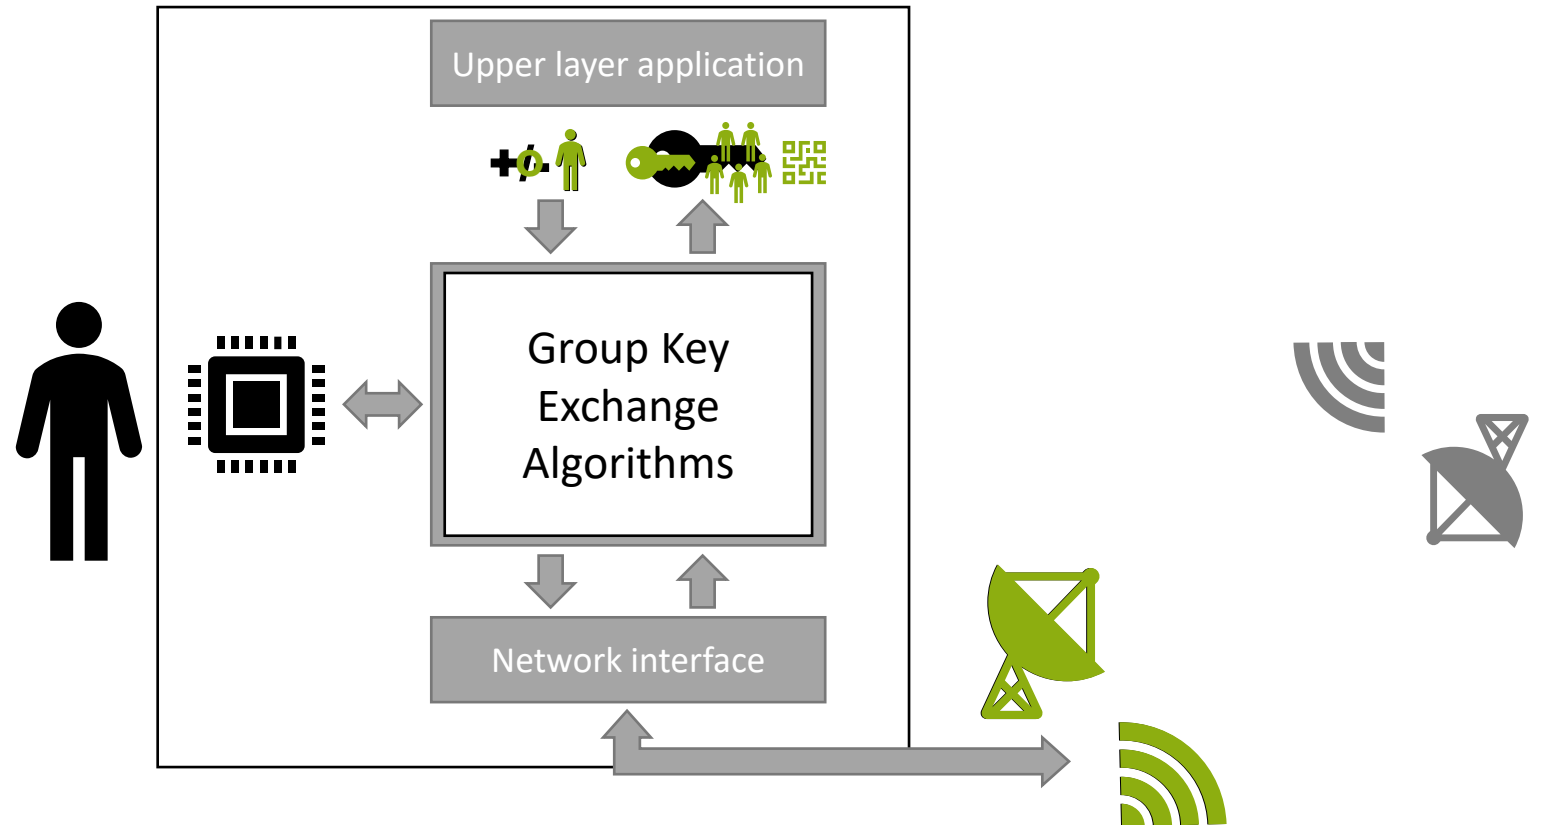 Upper layer application
Group Key
Exchange
Algorithms
Network interface